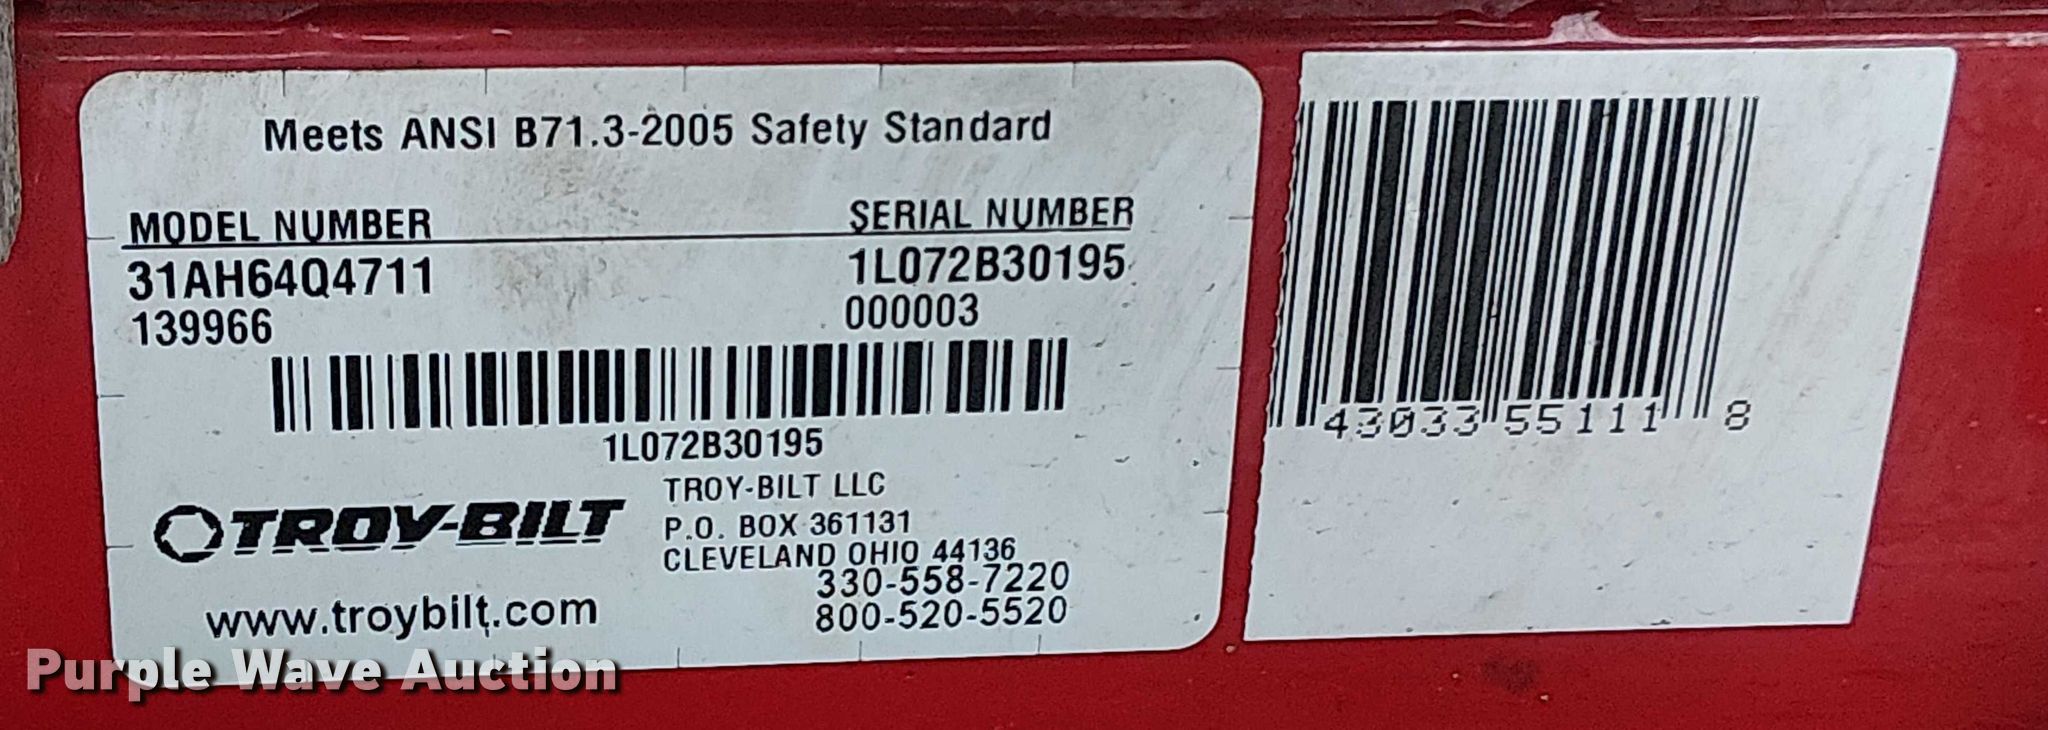 Meets ANSI B71.3-2005 Safety Standard
MODEL NUMBER SERIAL NUMBER
31AH64Q4711 1L072B30195
139966 000003
1L072B30195
TROY-BILT
TROY-BILT LLC
P.O. BOX 361131
CLEVELAND OHIO 44136
330-558-7220
800-520-5520
www.troybilt.com
43033 55111 8
Purple Wave Auction